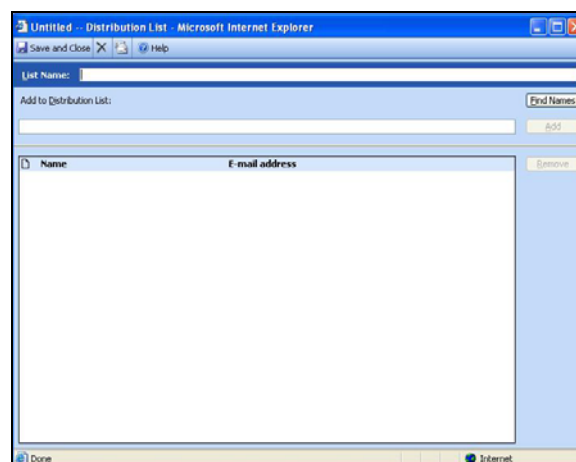 Untitled -- Distribution List - Microsoft Internet Explorer
Save and Close Help
List Name:
Add to Distribution List:
Find Names
Add
Name E-mail address
Remove
Done Internet